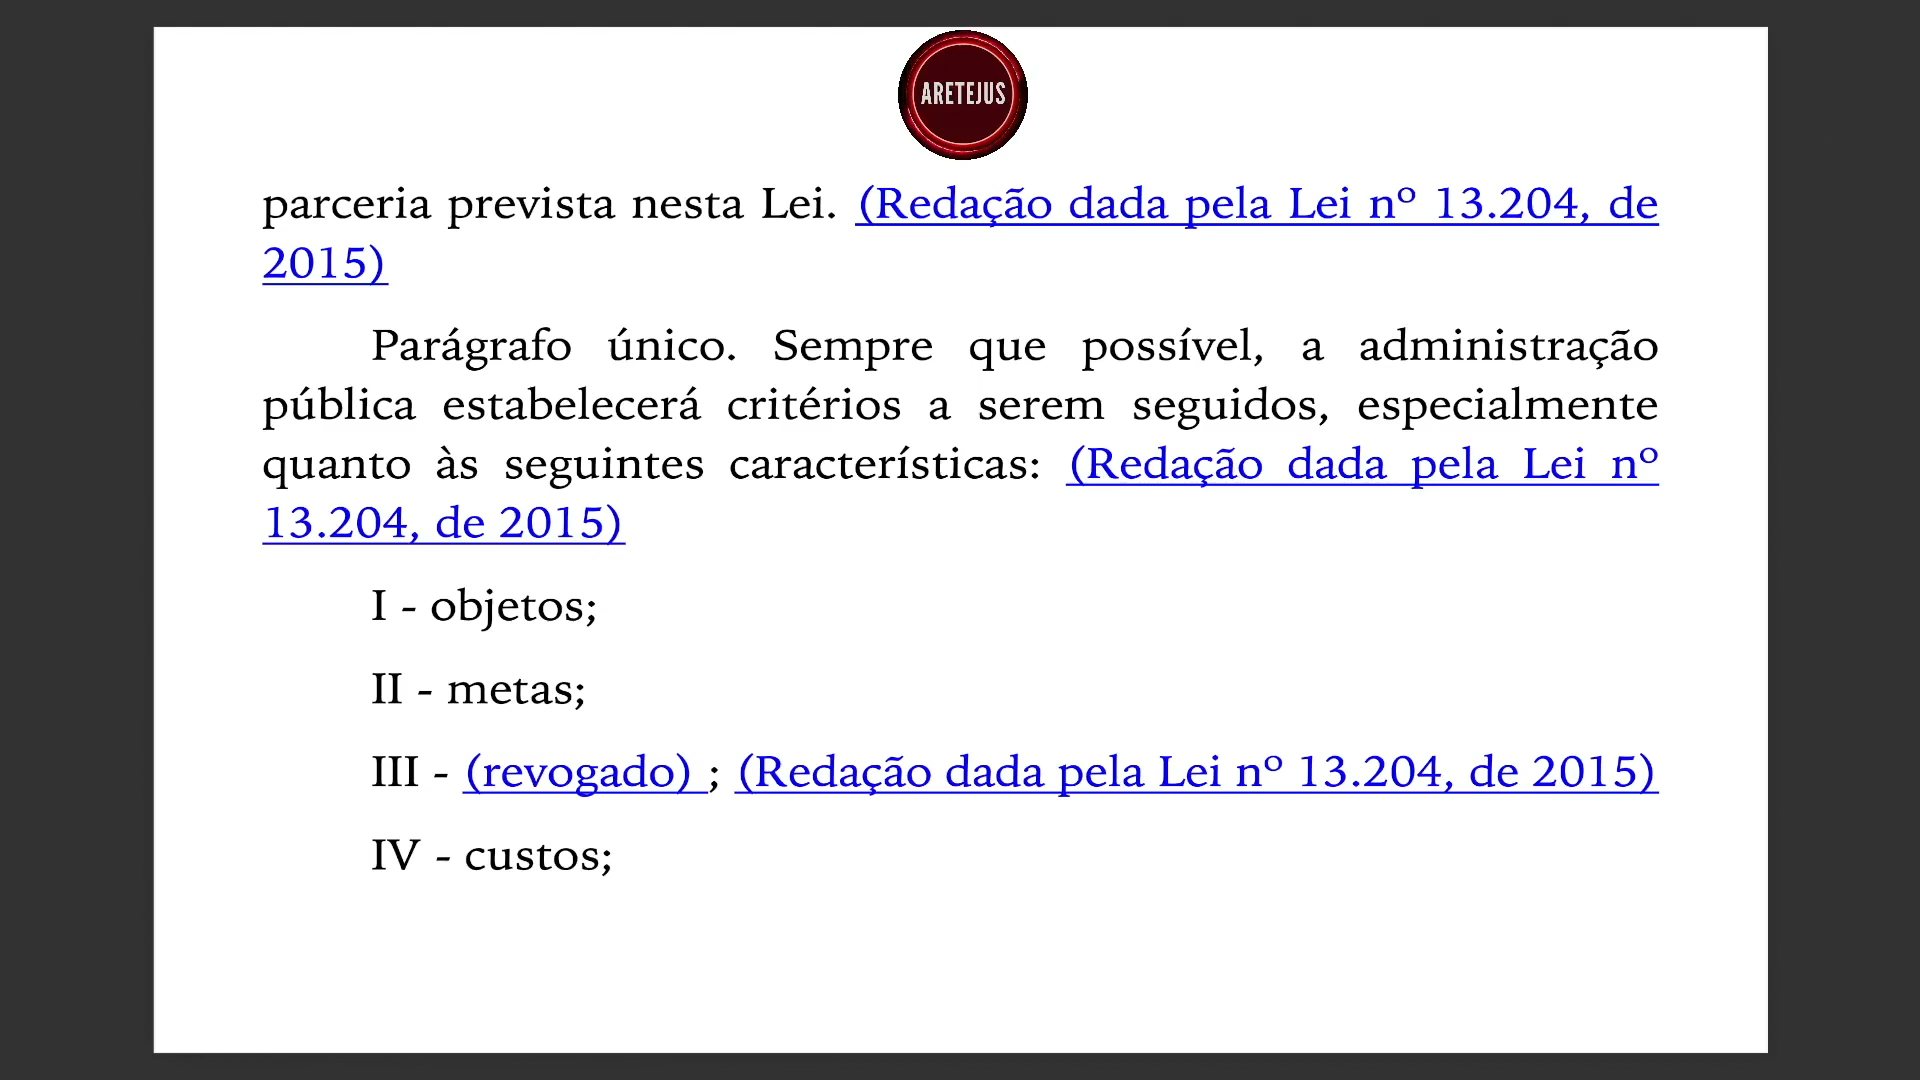 ARETEJUS
parceria prevista nesta Lei. (Redação dada pela Lei nº 13.204, de
2015)
Parágrafo único. Sempre que possível, a administração
pública estabelecerá critérios a serem seguidos, especialmente
quanto às seguintes características: (Redação dada pela Lei nº
13.204, de 2015)
I - objetos;
II - metas;
III - (revogado) ; (Redação dada pela Lei nº 13.204, de 2015)
IV - custos;